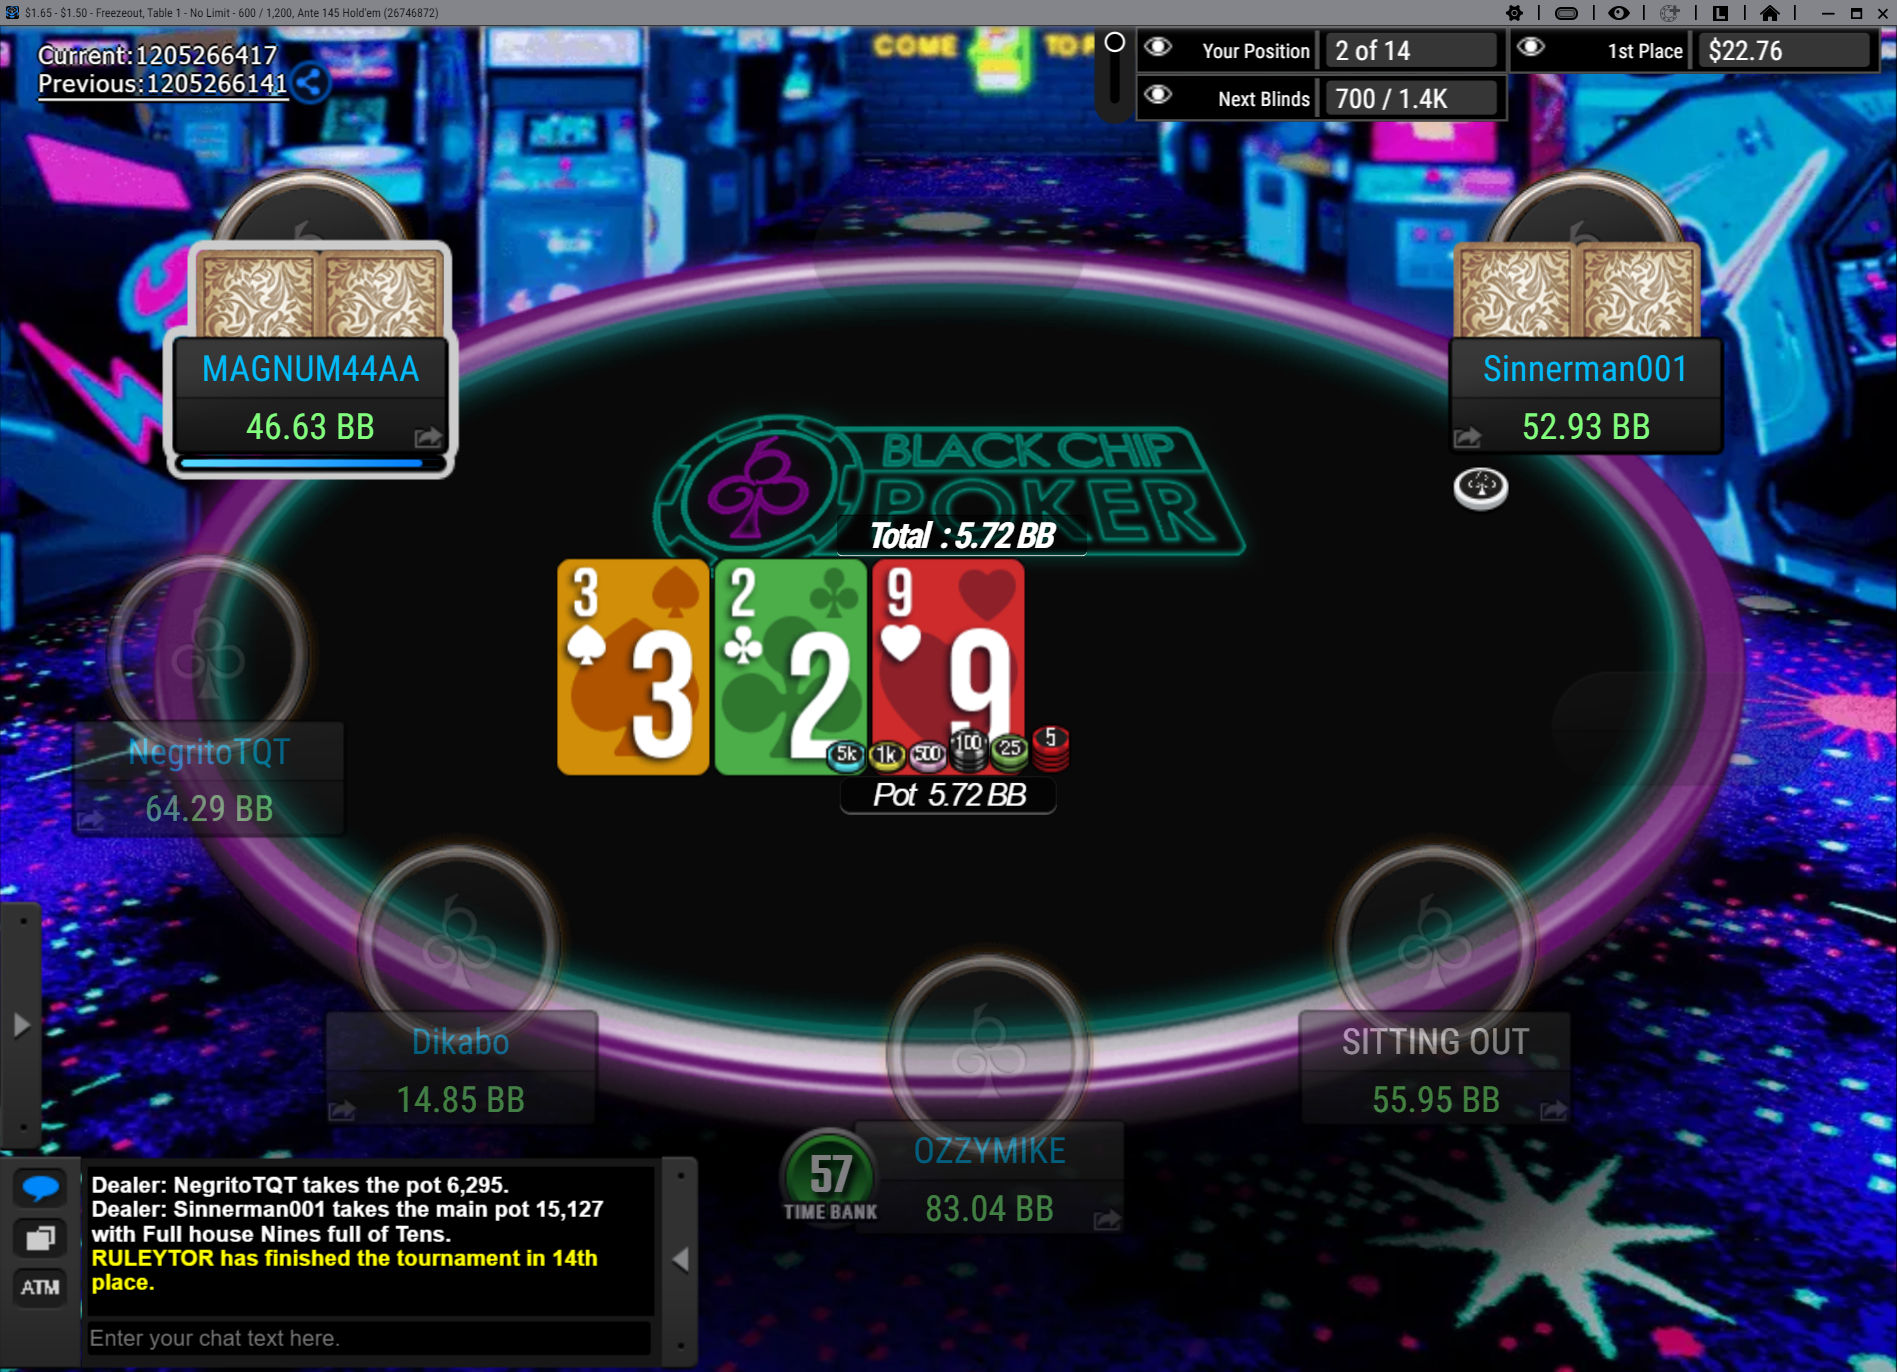 $1.65 - $1.50 - Freezeout, Table 1 - No Limit - 600 / 1,200, Ante 145 Hold'em (26746872)
L
Current:1205266417
Previous:1205266141
COME
TO
Your Position
2 of 14
1st Place
$22.76
Next Blinds
700 / 1.4K
MAGNUM44AA
46.63 BB
Sinnerman001
52.93 BB
BLACK CHIP
POKER
Total : 5.72 BB
3
2
9
3
2
9
5k
1k
500
100
25
5
Pot 5.72 BB
NegritoTQT
64.29 BB
Dikabo
14.85 BB
SITTING OUT
55.95 BB
57
TIME BANK
OZZYMIKE
83.04 BB
Dealer: NegritoTQT takes the pot 6,295.
Dealer: Sinnerman001 takes the main pot 15,127
with Full house Nines full of Tens.
RULEYTOR has finished the tournament in 14th
place.
ATM
Enter your chat text here.